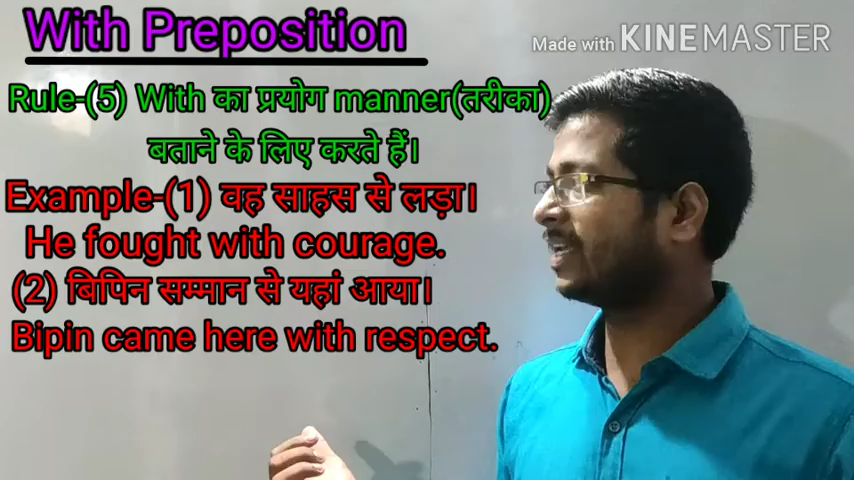 With Preposition
Made with KINEMASTER
Rule-(5) With का प्रयोग manner(तरीका)
बताने के लिए करते हैं।
Example-(1) वह साहस से लड़ा।
He fought with courage.
(2) बिपिन सम्मान से यहां आया।
Bipin came here with respect.